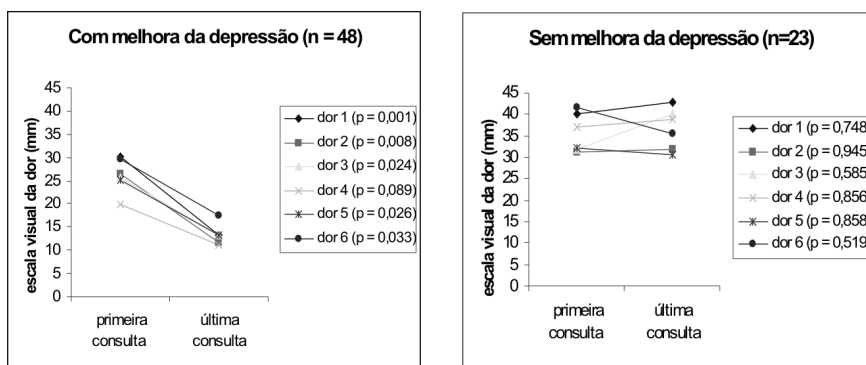 Com melhora da depressão (n = 48)
escala visual da dor (mm)
45
40
35
30
25
20
15
10
5
0
primeira
consulta
última
consulta
dor 1 (p = 0,001)
dor 2 (p = 0,008)
dor 3 (p = 0,024)
dor 4 (p = 0,089)
dor 5 (p = 0,026)
dor 6 (p = 0,033)
Sem melhora da depressão (n=23)
escala visual da dor (mm)
45
40
35
30
25
20
15
10
5
0
primeira
consulta
última
consulta
dor 1 (p = 0,748
dor 2 (p = 0,945
dor 3 (p = 0,585
dor 4 (p = 0,856
dor 5 (p = 0,858
dor 6 (p = 0,519